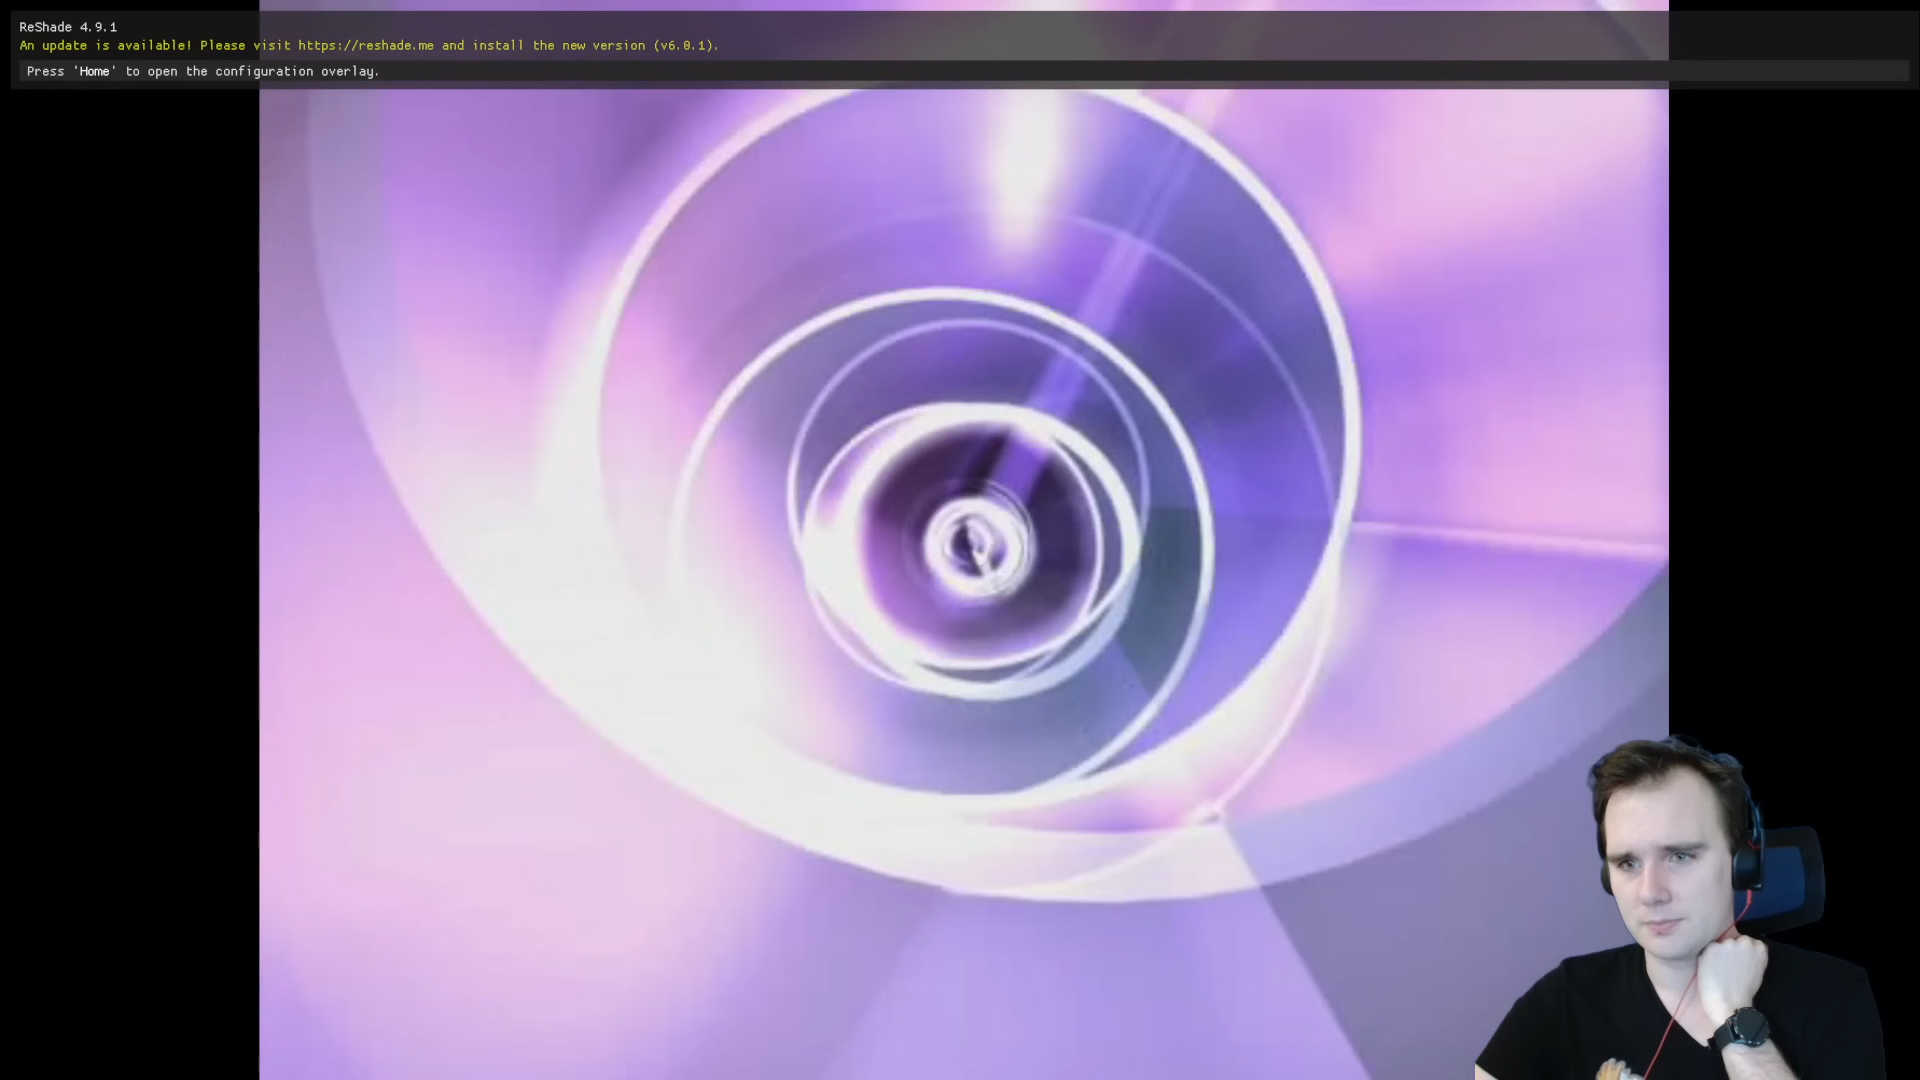 ReShade 4.9.1
An update is available! Please visit https://reshade.me and install the new version (v6.0.1).
Press 'Home' to open the configuration overlay.